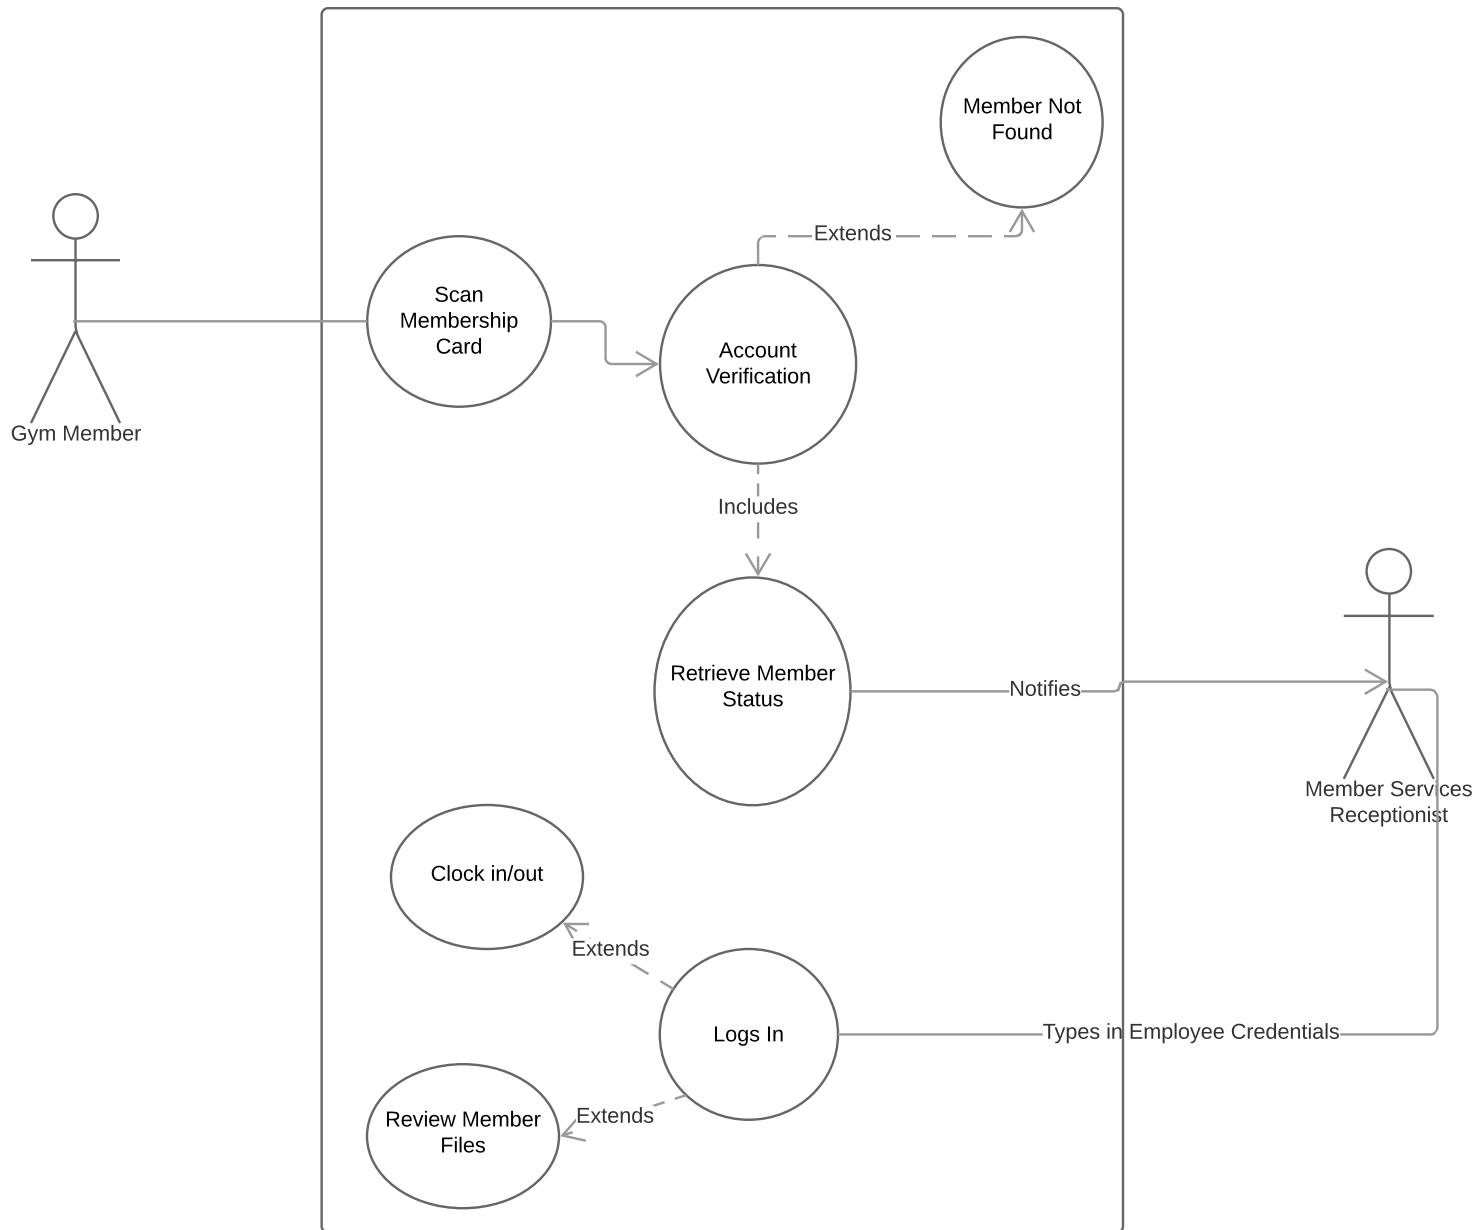 Member Not
Found
Extends
Scan
Membership
Card
Account
Verification
Gym Member
Includes
Retrieve Member
Status
Notifies
Member Services
Receptionist
Clock in/out
Extends
Logs In
Types in Employee Credentials
Review Member
Files
Extends